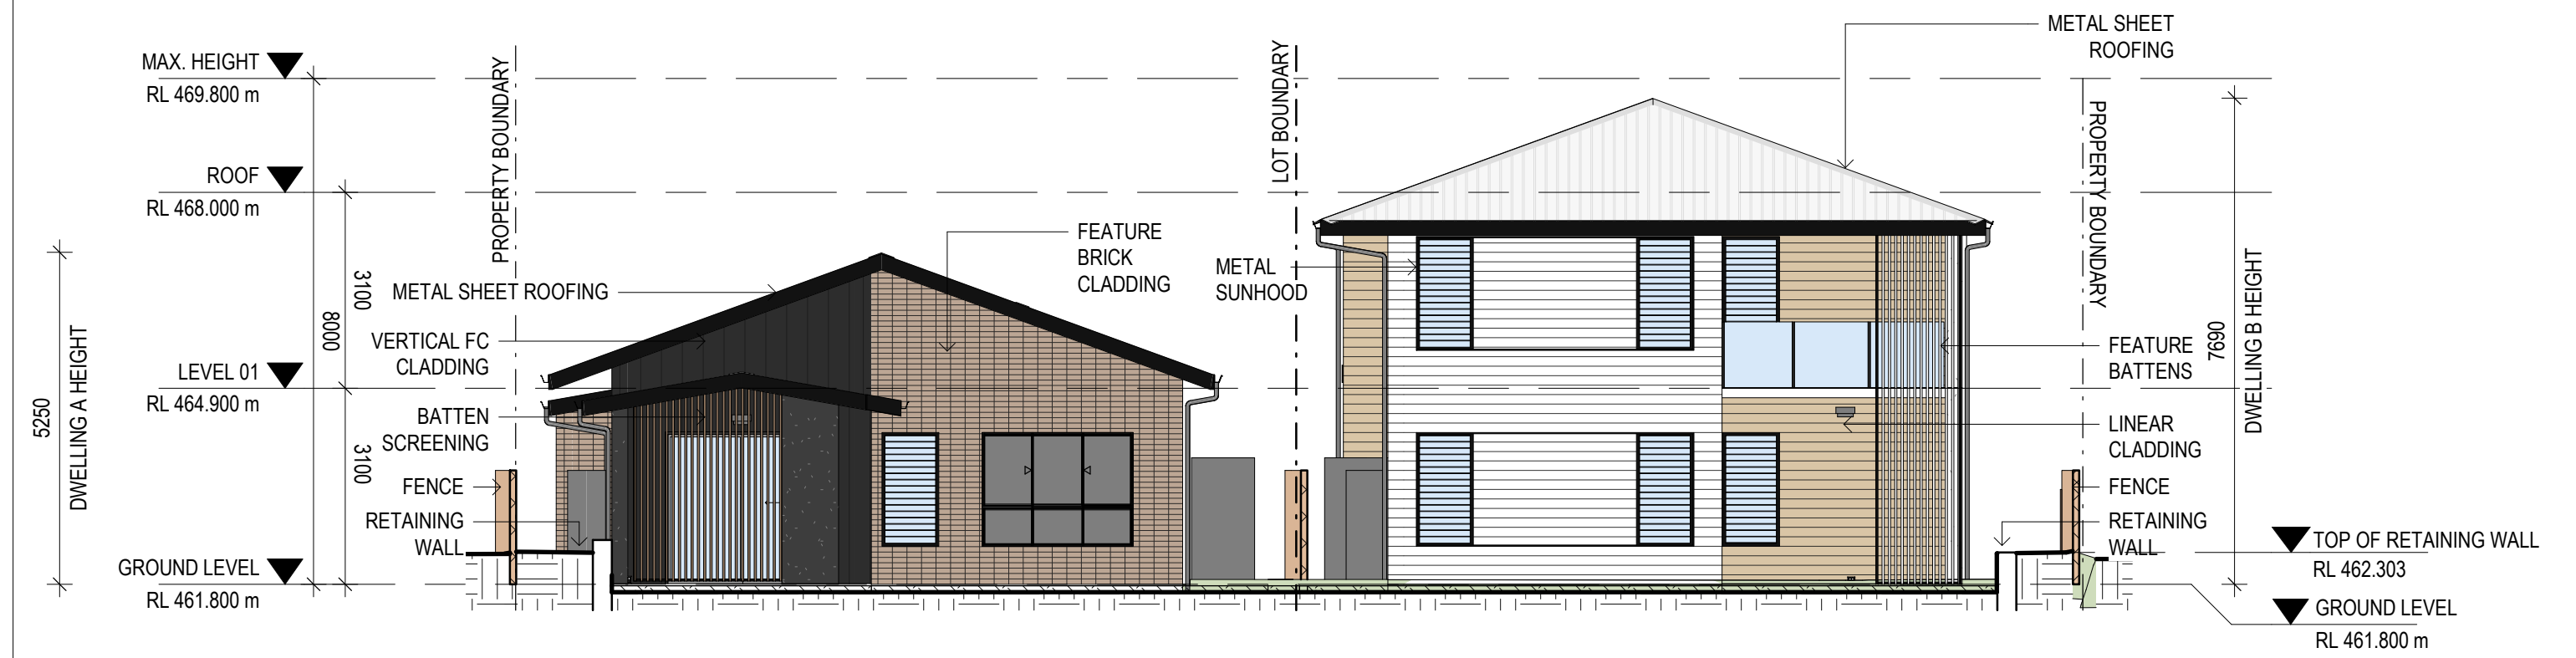 MAX. HEIGHT
RL 469.800 m
ROOF
RL 468.000 m
LEVEL 01
RL 464.900 m
GROUND LEVEL
RL 461.800 m
5250
DWELLING A HEIGHT
8000
3100
3100
PROPERTY BOUNDARY
METAL SHEET ROOFING
VERTICAL FC
CLADDING
BATTEN
SCREENING
FENCE
RETAINING
WALL
FEATURE
BRICK
CLADDING
LOT BOUNDARY
METAL
SUNHOOD
METAL SHEET
ROOFING
PROPERTY BOUNDARY
FEATURE
BATTENS
LINEAR
CLADDING
FENCE
RETAINING
WALL
7690
DWELLING B HEIGHT
TOP OF RETAINING WALL
RL 462.303
GROUND LEVEL
RL 461.800 m